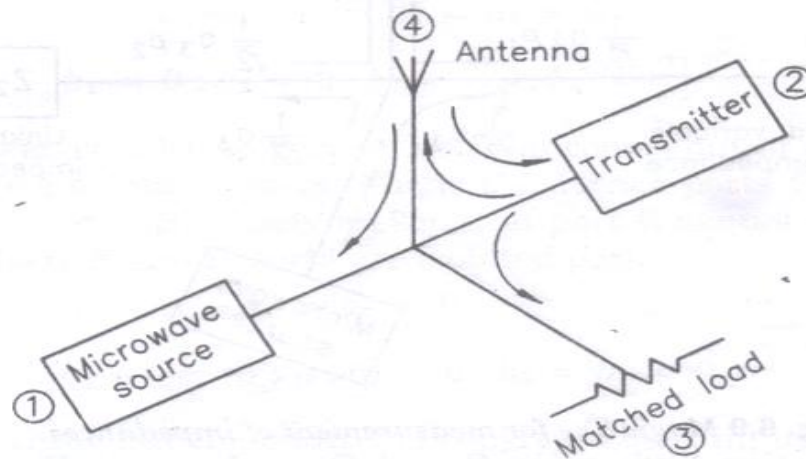 ④
Antenna
②
Transmitter
Microwave
source
①
Matched load
③